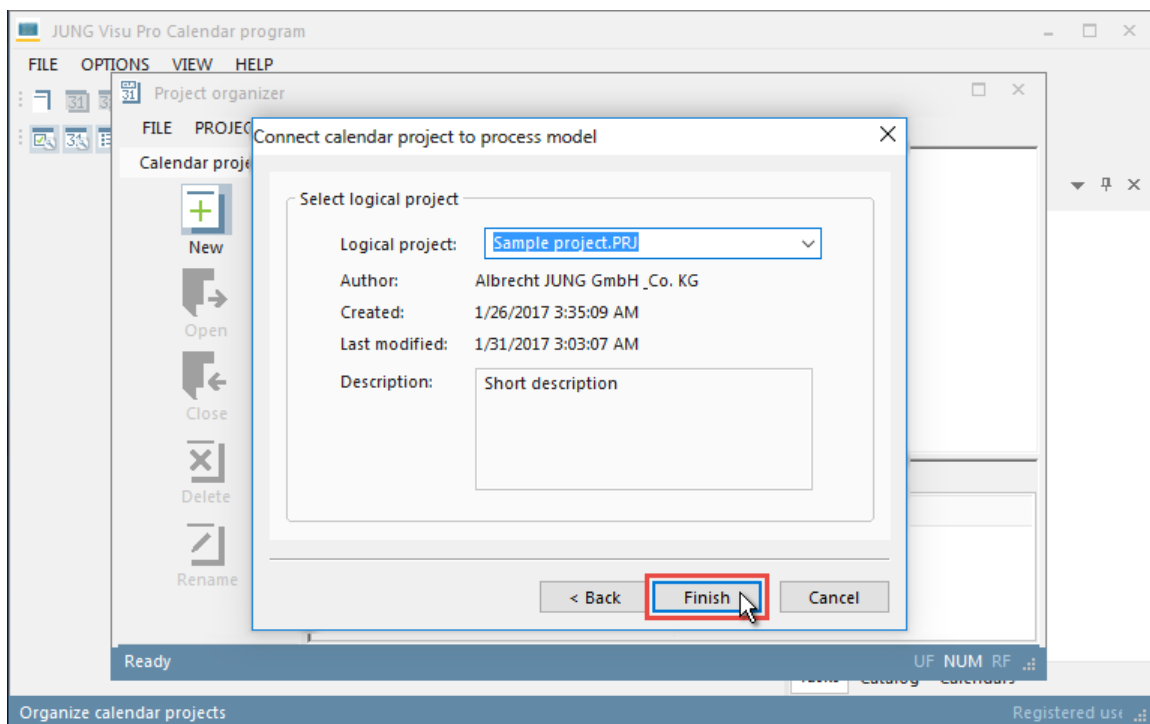 JUNG Visu Pro Calendar program
FILE OPTIONS VIEW HELP
Project organizer
FILE
Connect calendar project to process model
New
Open
Close
Delete
Rename
Select logical project
Logical project: Sample project.PRJ
Author: Albrecht JUNG GmbH _Co. KG
Created: 1/26/2017 3:35:09 AM
Last modified: 1/31/2017 3:03:07 AM
Description: Short description
< Back Finish Cancel
Ready UF NUM RF
Organize calendar projects Registered